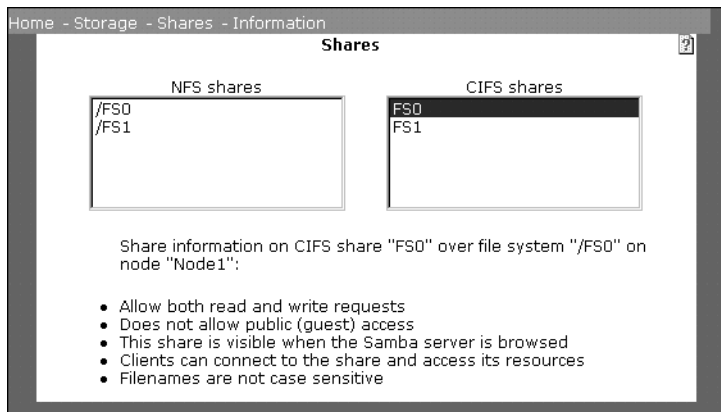 Home - Storage - Shares - Information
Shares
?
NFS shares
CIFS shares
/FS0
/FS1
FS0
FS1
Share information on CIFS share "FS0" over file system "/FS0" on
node "Node1":
• Allow both read and write requests
• Does not allow public (guest) access
• This share is visible when the Samba server is browsed
• Clients can connect to the share and access its resources
• Filenames are not case sensitive